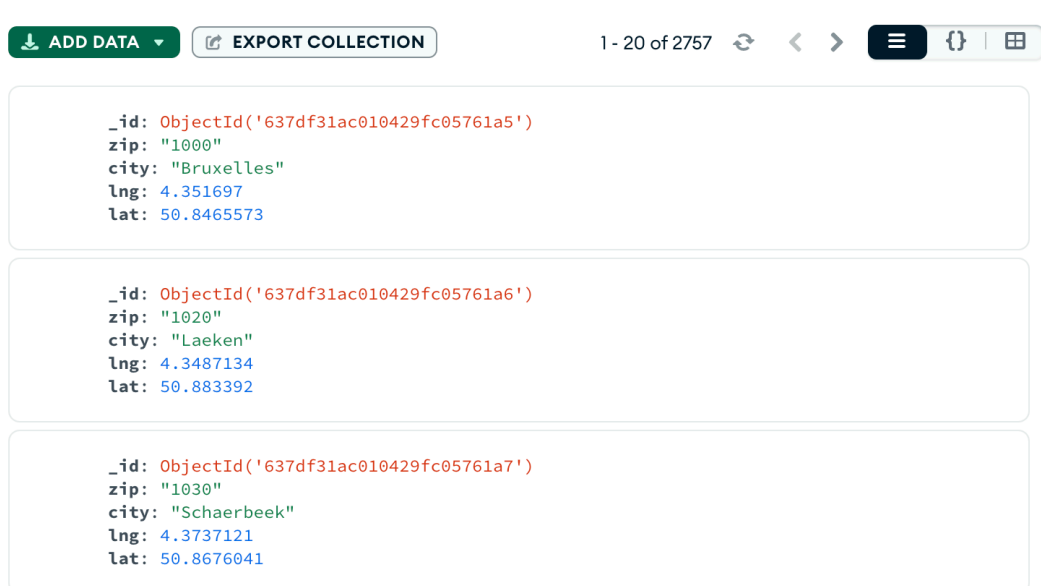 ADD DATA EXPORT COLLECTION 1 - 20 of 2757 {}
_id: ObjectId('637df31ac010429fc05761a5')
zip: "1000"
city: "Bruxelles"
lng: 4.351697
lat: 50.8465573
_id: ObjectId('637df31ac010429fc05761a6')
zip: "1020"
city: "Laeken"
lng: 4.3487134
lat: 50.883392
_id: ObjectId('637df31ac010429fc05761a7')
zip: "1030"
city: "Schaerbeek"
lng: 4.3737121
lat: 50.8676041